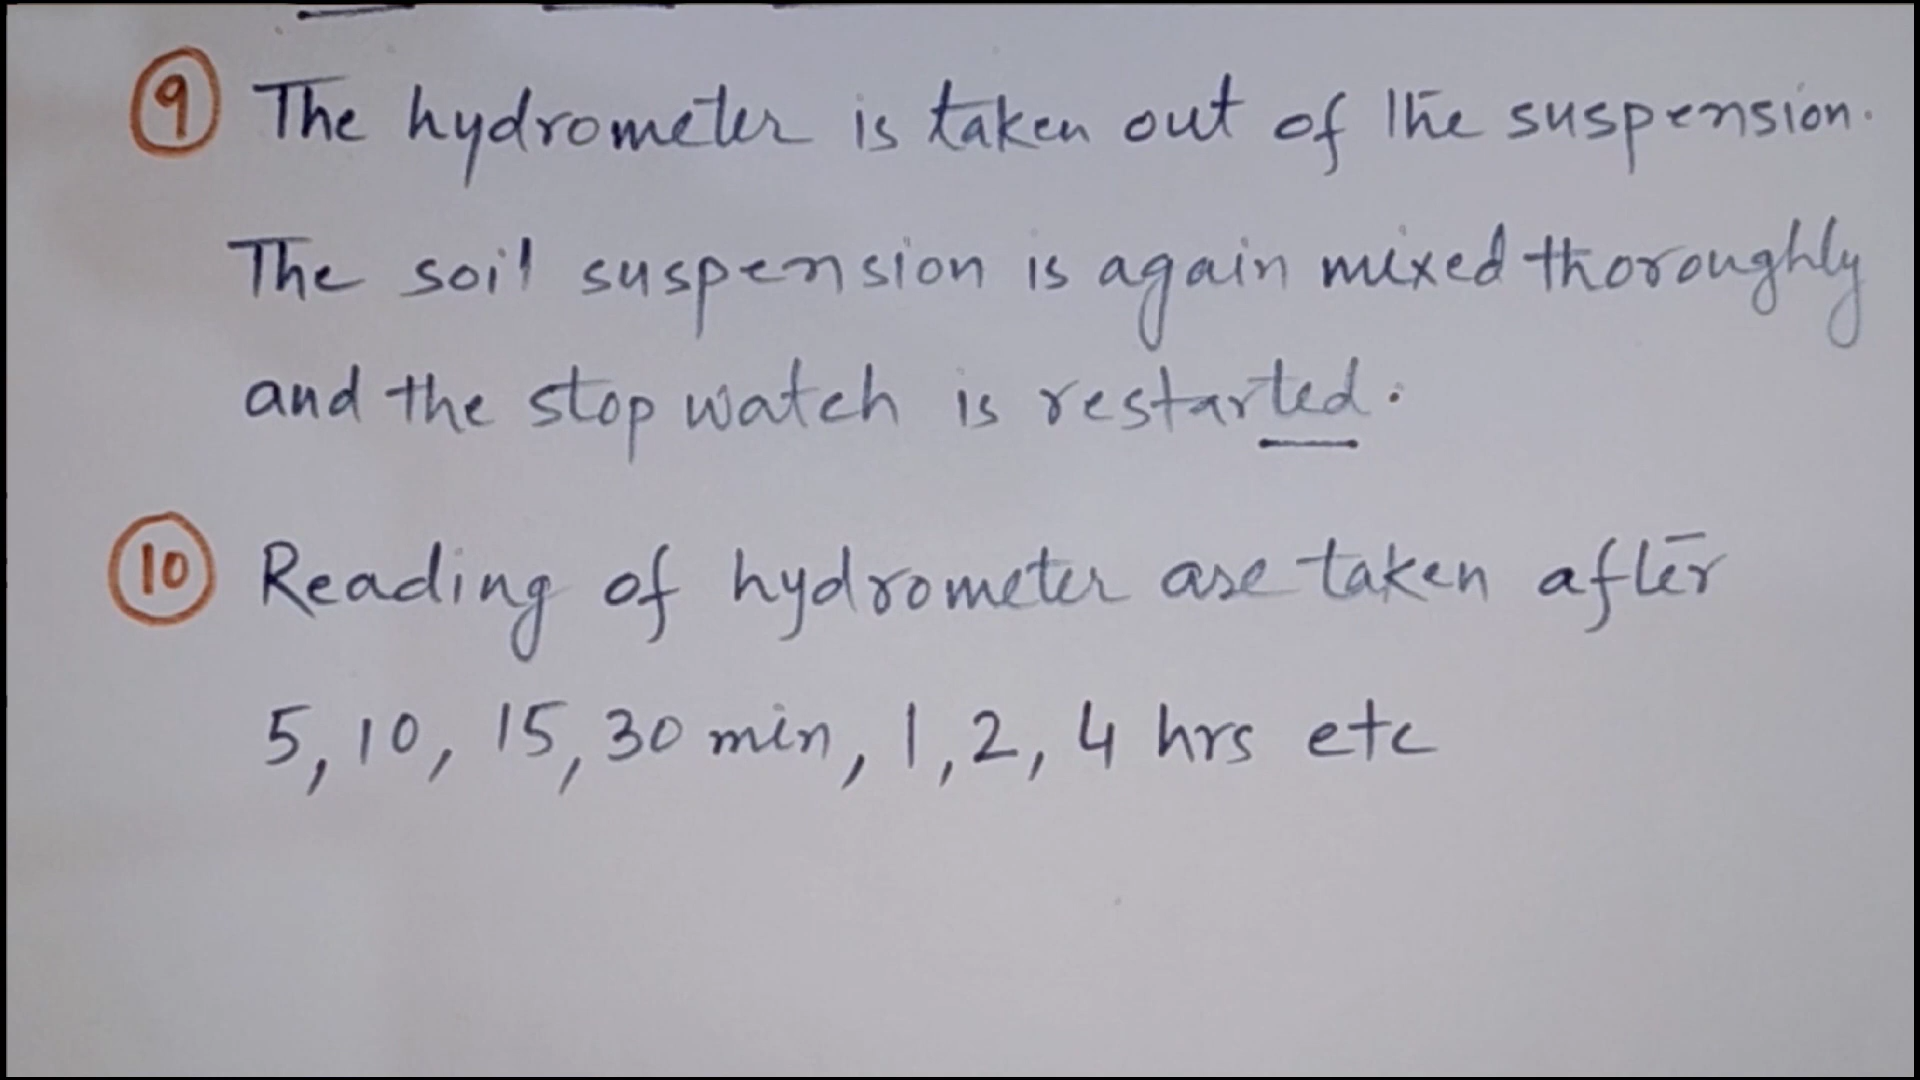 9 The hydrometer is taken out of the suspension.
The soil suspension is again mixed thoroughly
and the stop watch is restarted.
10 Reading of hydrometer are taken after
5, 10, 15, 30 min, 1, 2, 4 hrs etc